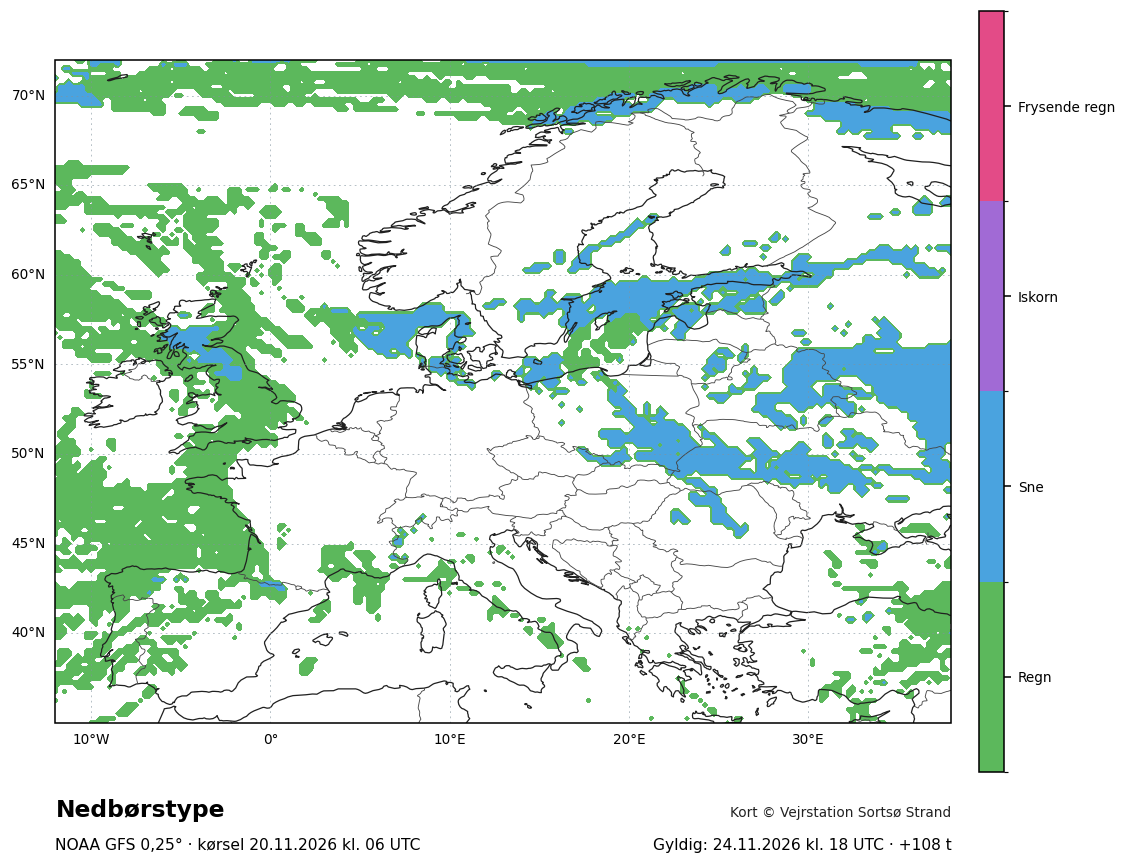 Frysende regn
Iskorn
Sne
Regn
70°N
65°N
60°N
55°N
50°N
45°N
40°N
10°W
0°
10°E
20°E
30°E
Nedbørstype
Kort © Vejrstation Sortsø Strand
NOAA GFS 0,25° · kørsel 20.11.2026 kl. 06 UTC
Gyldig: 24.11.2026 kl. 18 UTC · +108 t